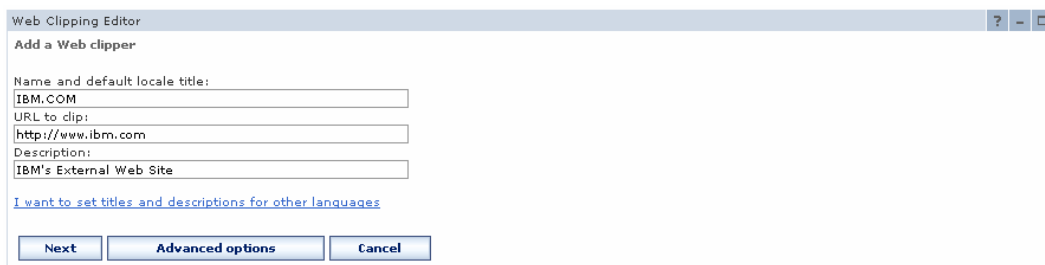 Web Clipping Editor ? –
Add a Web clipper
Name and default locale title:
IBM.COM
URL to clip:
http://www.ibm.com
Description:
IBM's External Web Site
I want to set titles and descriptions for other languages
Next Advanced options Cancel